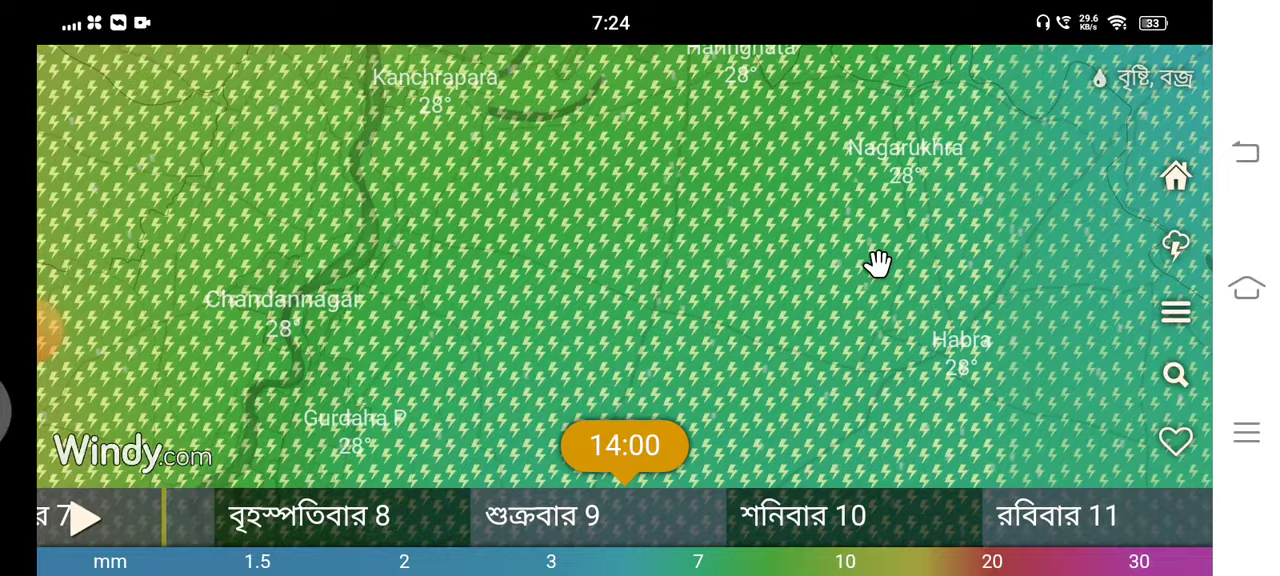 7:24
29.6
KB/s
33
Haringhata
28°
Kanchrapara
28°
বৃষ্টি, বজ্র
Nagarukhra
28°
Chandannagar
28°
Habra
28°
Gurdaha P
28°
14:00
Windy.com
র 7
বৃহস্পতিবার 8
শুক্রবার 9
শনিবার 10
রবিবার 11
mm 1.5 2 3 7 10 20 30